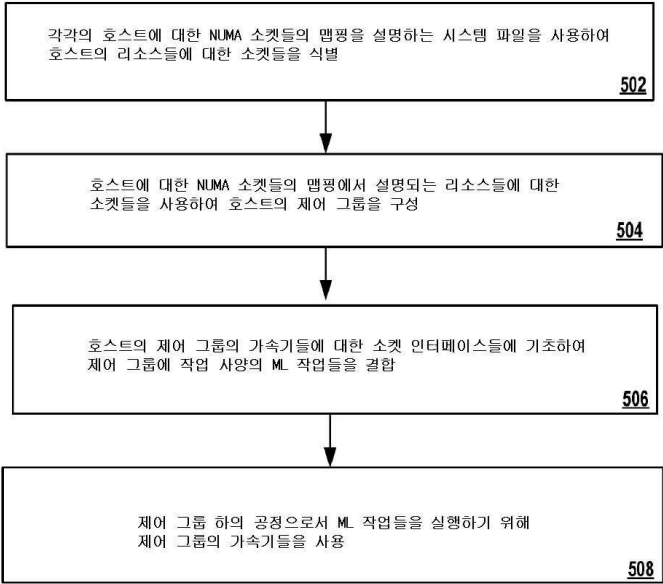 각각의 호스트에 대한 NUMA 소켓들의 맵핑을 설명하는 시스템 파일을 사용하여
호스트의 리소스들에 대한 소켓들을 식별
502
호스트에 대한 NUMA 소켓들의 맵핑에서 설명되는 리소스들에 대한
소켓들을 사용하여 호스트의 제어 그룹을 구성
504
호스트의 제어 그룹의 가속기들에 대한 소켓 인터페이스들에 기초하여
제어 그룹에 작업 사양의 ML 작업들을 결합
506
제어 그룹 하의 공정으로서 ML 작업들을 실행하기 위해
제어 그룹의 가속기들을 사용
508